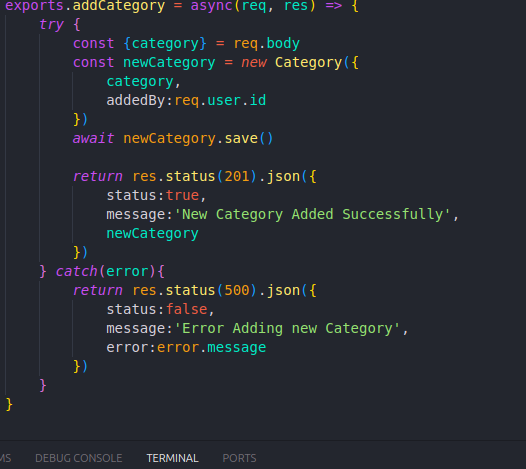 exports.addCategory = async(req, res) => {
    try {
        const {category} = req.body
        const newCategory = new Category({
            category,
            addedBy:req.user.id
        })
        await newCategory.save()

        return res.status(201).json({
            status:true,
            message:'New Category Added Successfully',
            newCategory
        })
    } catch(error){
        return res.status(500).json({
            status:false,
            message:'Error Adding new Category',
            error:error.message
        })
    }
}
MS DEBUG CONSOLE TERMINAL PORTS